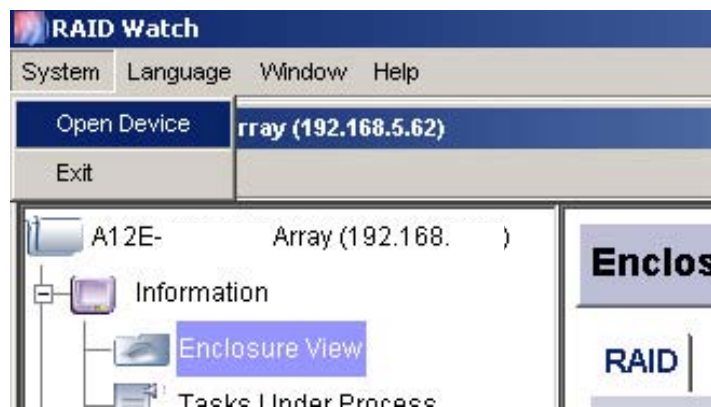 RAID Watch
System Language Window Help
Open Device
rray (192.168.5.62)
Exit
A12E- Array (192.168. )
Information
Enclosure View
Tasks Under Process
Enclos
RAID